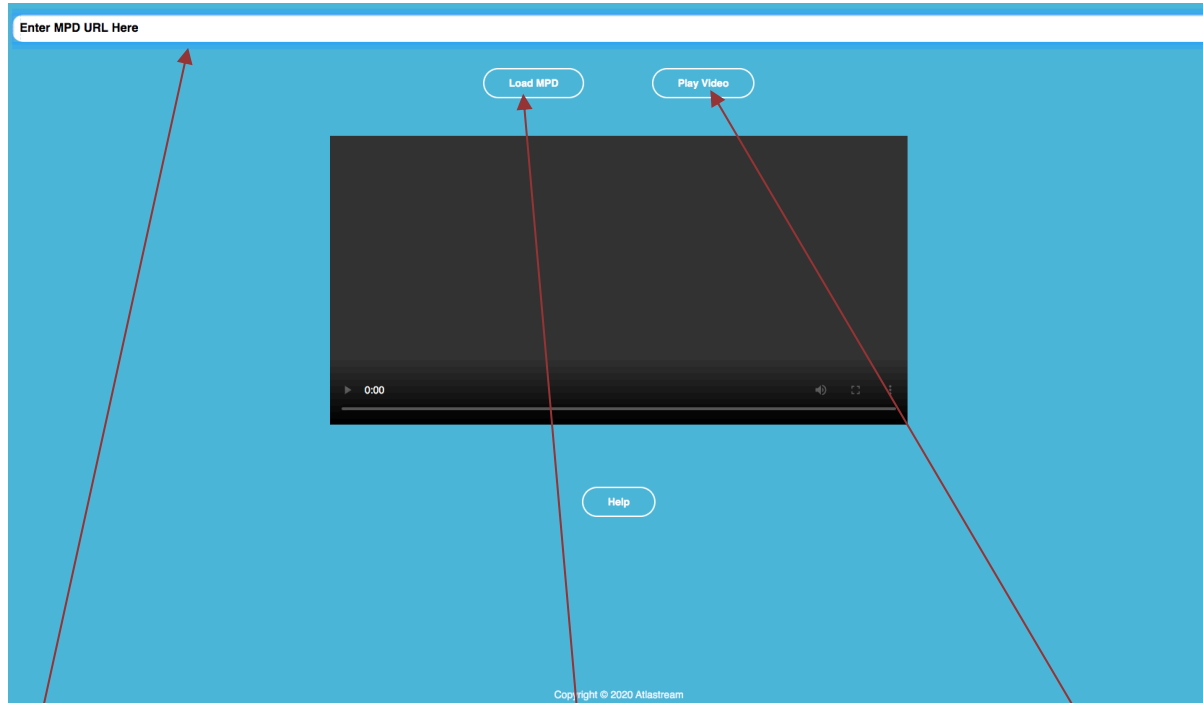 Enter MPD URL Here
Load MPD Play Video
0:00
Help
Copyright © 2020 Atlastream